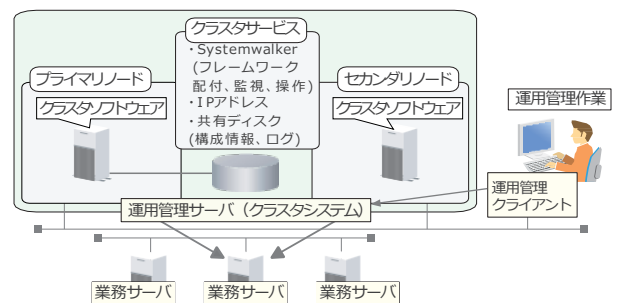 クラスタサービス
・Systemwalker
(フレームワーク
配付、監視、操作)
・IPアドレス
・共有ディスク
(構成情報、ログ)
プライマリノード
クラスタソフトウェア
セカンダリノード
クラスタソフトウェア
運用管理作業
運用管理
クライアント
運用管理サーバ（クラスタシステム）
業務サーバ
業務サーバ
業務サーバ